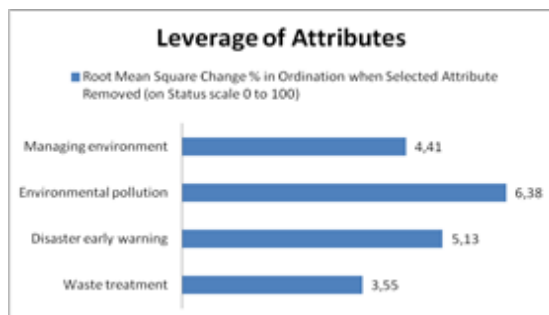 Leverage of Attributes
Root Mean Square Change % in Ordination when Selected Attribute
Removed (on Status scale 0 to 100)
Managing environment 4,41
Environmental pollution 6,38
Disaster early warning 5,13
Waste treatment 3,55